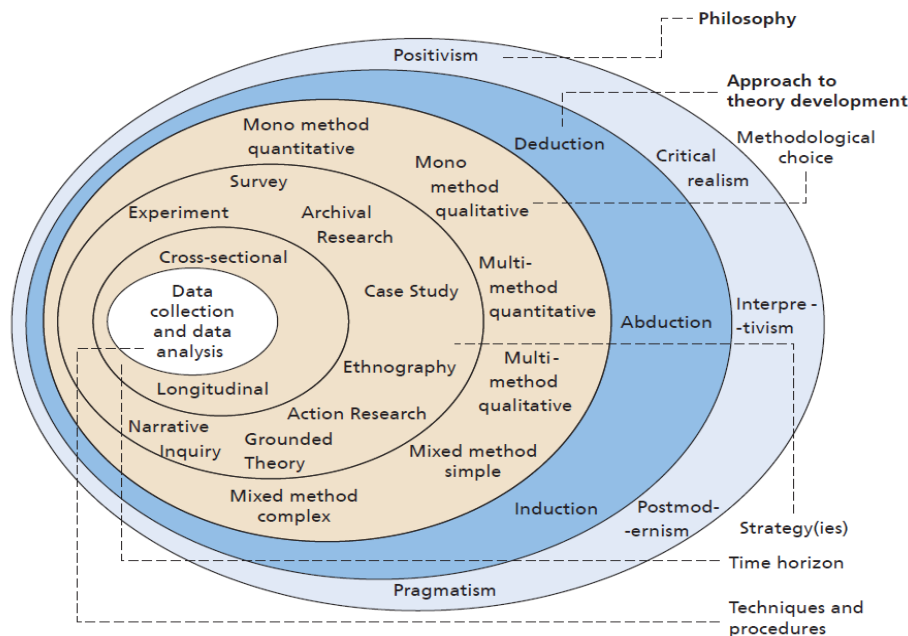 Philosophy
Positivism
Approach to
theory development
Mono method
quantitative
Deduction
Methodological
choice
Mono
method
qualitative
Critical
realism
Survey
Experiment
Archival
Research
Cross-sectional
Multi-
method
quantitative
Data
collection
and data
analysis
Case Study
Abduction
Interpre-
-tivism
Ethnography
Multi-
method
qualitative
Longitudinal
Action Research
Narrative
Inquiry
Grounded
Theory
Mixed method
simple
Mixed method
complex
Induction
Postmod-
-ernism
Strategy(ies)
Time horizon
Pragmatism
Techniques and
procedures